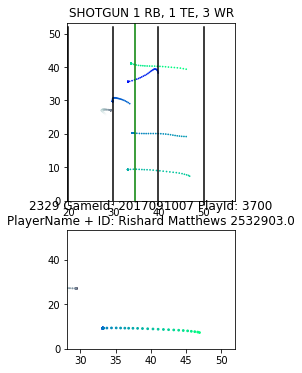 SHOTGUN 1 RB, 1 TE, 3 WR
50
40
30
20
10
0
20 30 40 50
2329 GameId: 2017091007 PlayId: 3700
PlayerName + ID: Rishard Matthews 2532903.0
40
20
0
30 35 40 45 50